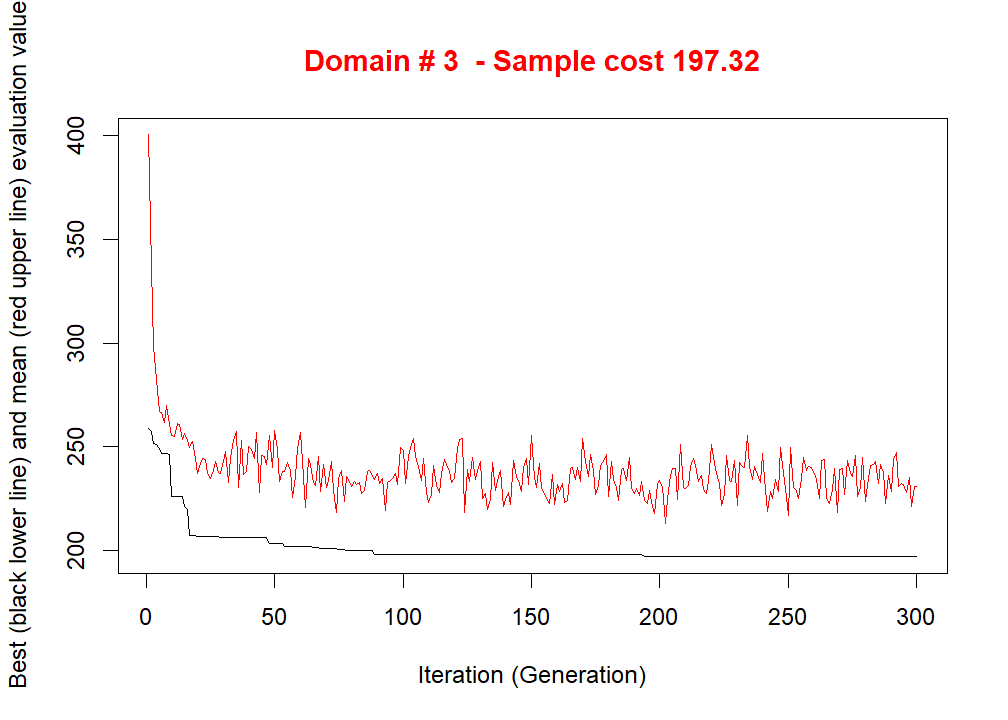 Domain # 3  - Sample cost 197.32
Best (black lower line) and mean (red upper line) evaluation value
400
350
300
250
200
0 50 100 150 200 250 300
Iteration (Generation)